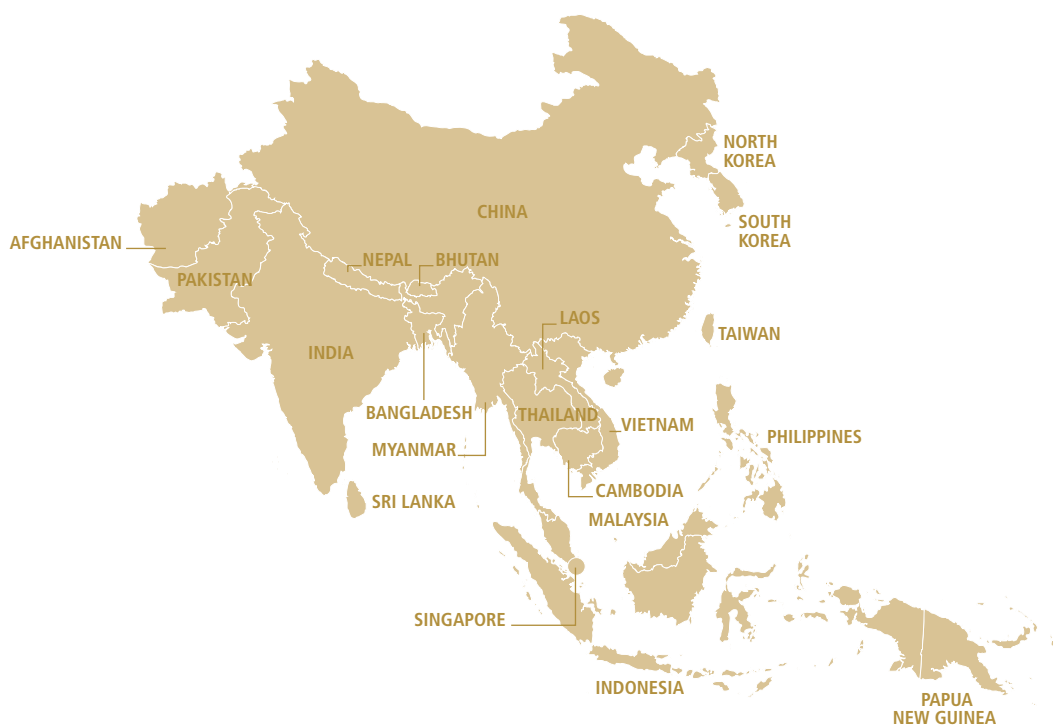 NORTH
KOREA
CHINA
SOUTH
KOREA
AFGHANISTAN
NEPAL
BHUTAN
PAKISTAN
LAOS
TAIWAN
INDIA
BANGLADESH
THAILAND
VIETNAM
PHILIPPINES
MYANMAR
CAMBODIA
SRI LANKA
MALAYSIA
SINGAPORE
INDONESIA
PAPUA
NEW GUINEA